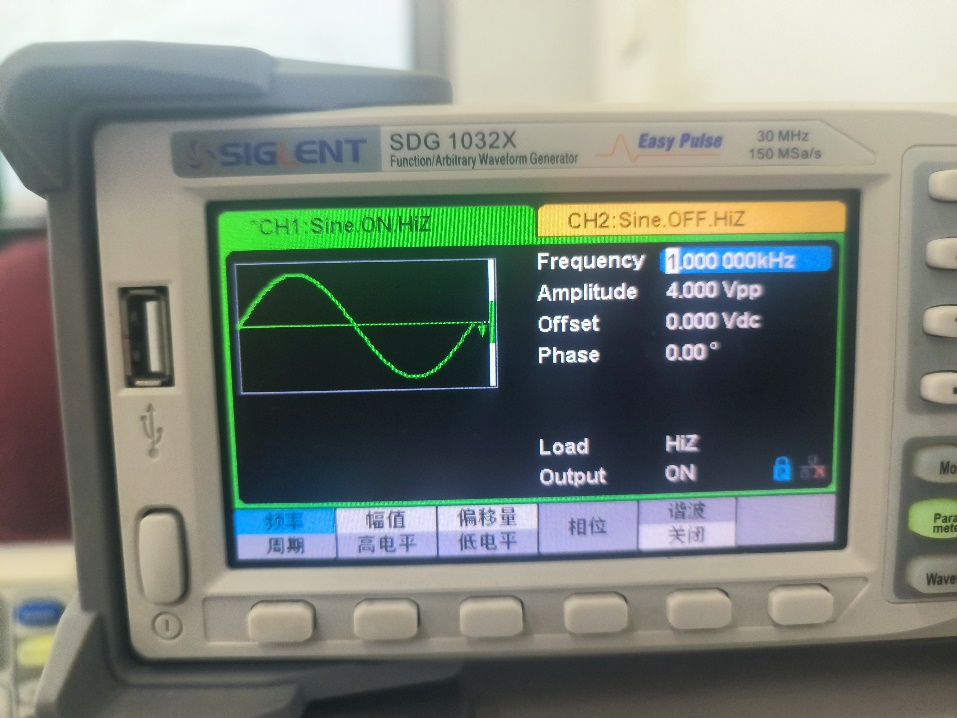 SIGLENT
SDG 1032X
Function/Arbitrary Waveform Generator
Easy Pulse
30 MHz
150 MSa/s
*CH1:Sine.ON.HiZ
CH2:Sine.OFF.HiZ
Frequency 1.000 000kHz
Amplitude 4.000 Vpp
Offset 0.000 Vdc
Phase 0.00 °
Load HiZ
Output ON
频率 幅值 偏移量 相位 谐波
周期 高电平 低电平 关闭
Mo
Para
mete
Wave